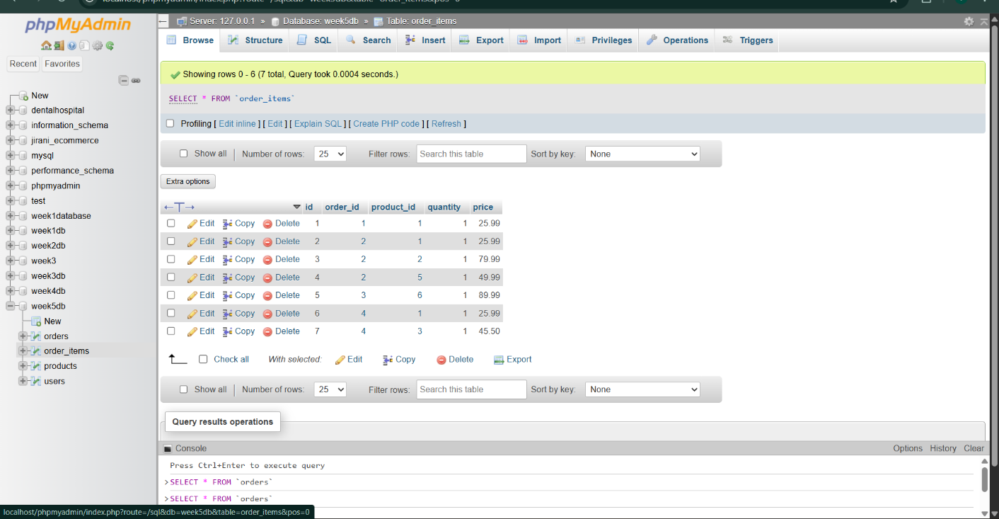 localhost/phpmyadmin/index.php?route=/sql&db=week5db&table=order_items&pos=0
phpMyAdmin
Recent Favorites
New
dentalhospital
information_schema
jirani_ecommerce
mysql
performance_schema
phpmyadmin
test
week1database
week1db
week2db
week3
week3db
week4db
week5db
New
orders
order_items
products
users
Server: 127.0.0.1 » Database: week5db » Table: order_items
Browse Structure SQL Search Insert Export Import Privileges Operations Triggers
Showing rows 0 - 6 (7 total, Query took 0.0004 seconds.)
SELECT * FROM `order_items`
Profiling [ Edit inline ] [ Edit ] [ Explain SQL ] [ Create PHP code ] [ Refresh ]
Show all Number of rows: 25 Filter rows: Search this table Sort by key: None
Extra options
id order_id product_id quantity price
Edit Copy Delete 1 1 1 1 25.99
Edit Copy Delete 2 2 1 1 25.99
Edit Copy Delete 3 2 2 1 79.99
Edit Copy Delete 4 2 5 1 49.99
Edit Copy Delete 5 3 6 1 89.99
Edit Copy Delete 6 4 1 1 25.99
Edit Copy Delete 7 4 3 1 45.50
Check all With selected: Edit Copy Delete Export
Show all Number of rows: 25 Filter rows: Search this table Sort by key: None
Query results operations
Console Options History Clear
Press Ctrl+Enter to execute query
>SELECT * FROM `orders`
>SELECT * FROM `orders`
localhost/phpmyadmin/index.php?route=/sql&db=week5db&table=order_items&pos=0